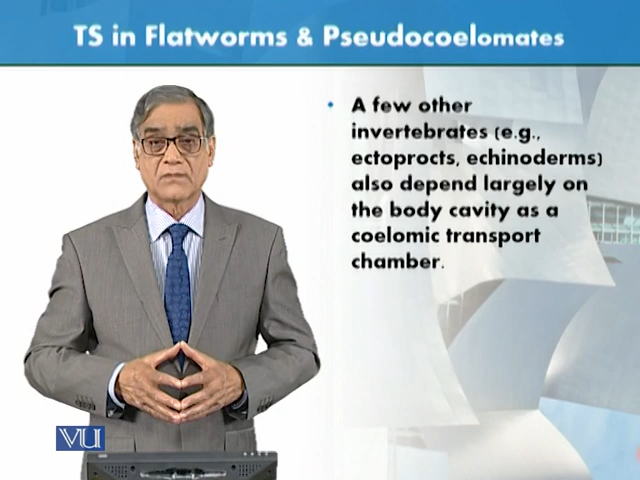 TS in Flatworms & Pseudocoelomates
• A few other
invertebrates (e.g.,
ectoprocts, echinoderms)
also depend largely on
the body cavity as a
coelomic transport
chamber.
VU